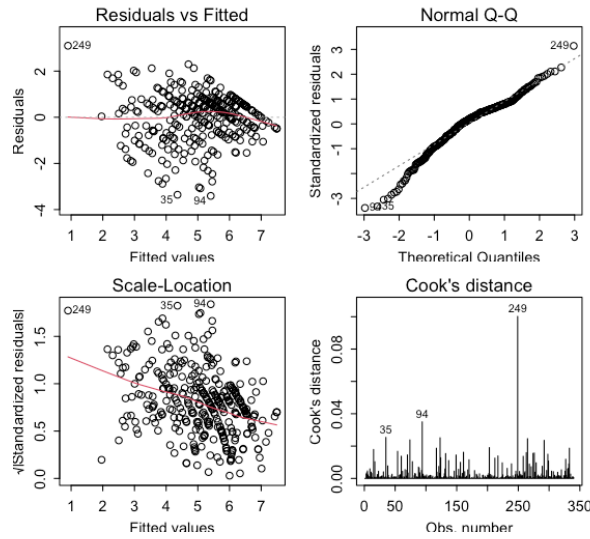 Residuals vs Fitted
Residuals
2
0
-2
-4
249
35
94
1 2 3 4 5 6 7
Fitted values
Normal Q-Q
Standardized residuals
3
2
1
0
-1
-3
249
94
35
-3 -2 -1 0 1 2 3
Theoretical Quantiles
Scale-Location
√|Standardized residuals|
1.5
1.0
0.5
0.0
249
35
94
1 2 3 4 5 6 7
Fitted values
Cook's distance
Cook's distance
0.08
0.04
0.00
249
35
94
0 50 150 250 340
Obs. number